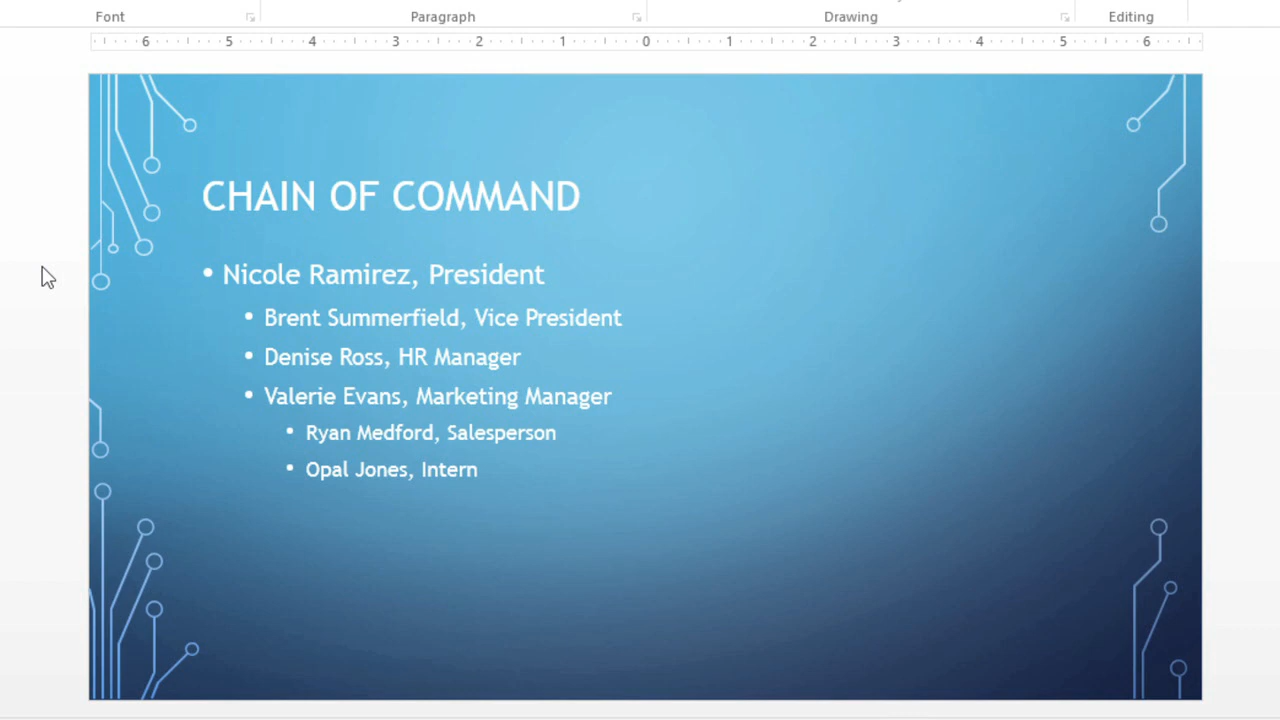 Font Paragraph Drawing Editing
6 5 4 3 2 1 0 1 2 3 4 5 6
CHAIN OF COMMAND
• Nicole Ramirez, President
• Brent Summerfield, Vice President
• Denise Ross, HR Manager
• Valerie Evans, Marketing Manager
• Ryan Medford, Salesperson
• Opal Jones, Intern